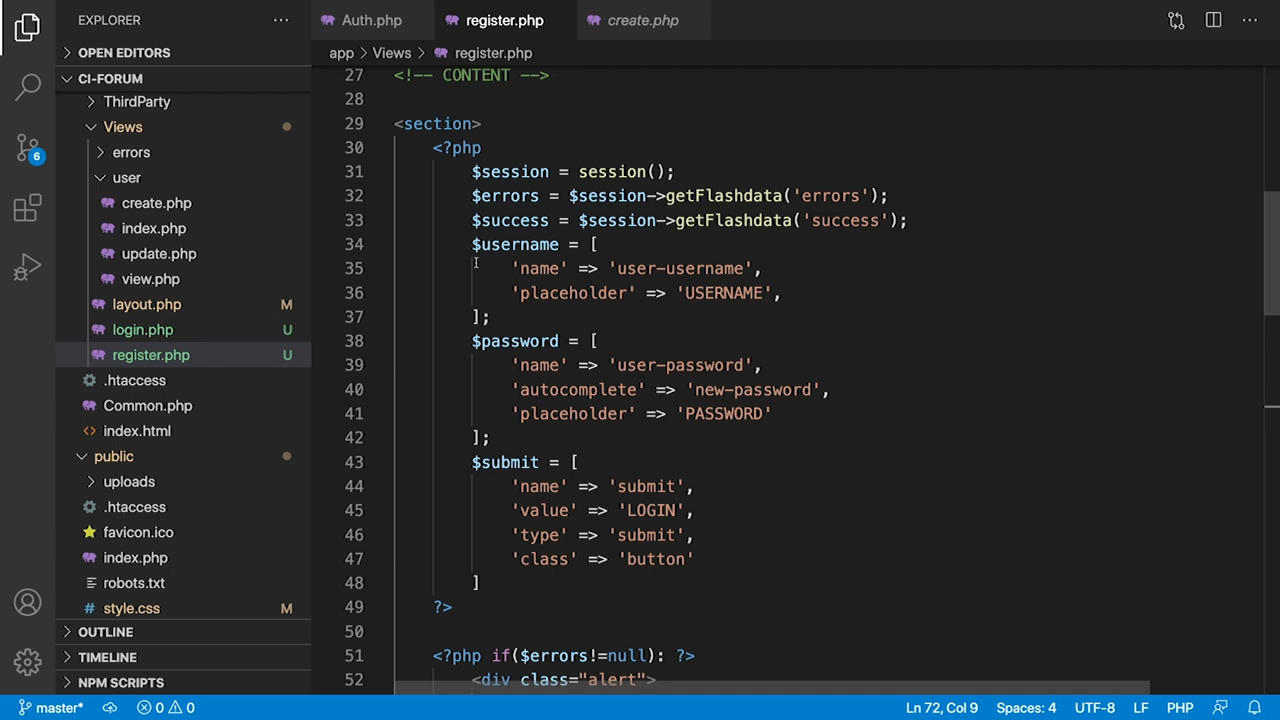 EXPLORER
OPEN EDITORS
CI-FORUM
ThirdParty
Views
errors
user
create.php
index.php
update.php
view.php
layout.php M
login.php U
register.php U
.htaccess
Common.php
index.html
public
uploads
.htaccess
favicon.ico
index.php
robots.txt
style.css M
OUTLINE
TIMELINE
NPM SCRIPTS
6
Auth.php register.php create.php
app > Views > register.php
27 <!-- CONTENT -->
28
29 <section>
30 <?php
31 $session = session();
32 $errors = $session->getFlashdata('errors');
33 $success = $session->getFlashdata('success');
34 $username = [
35 'name' => 'user-username',
36 'placeholder' => 'USERNAME',
37 ];
38 $password = [
39 'name' => 'user-password',
40 'autocomplete' => 'new-password',
41 'placeholder' => 'PASSWORD'
42 ];
43 $submit = [
44 'name' => 'submit',
45 'value' => 'LOGIN',
46 'type' => 'submit',
47 'class' => 'button'
48 ]
49 ?>
50
51 <?php if($errors!=null): ?>
52 <div class="alert">
master* 0 0 Ln 72, Col 9 Spaces: 4 UTF-8 LF PHP